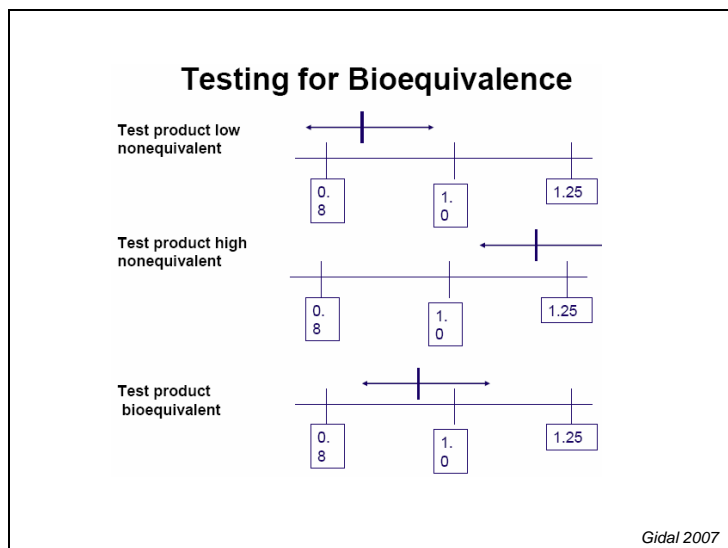 Testing for Bioequivalence
Test product low
nonequivalent
0.
8
1.
0
1.25
Test product high
nonequivalent
0.
8
1.
0
1.25
Test product
bioequivalent
0.
8
1.
0
1.25
Gidal 2007